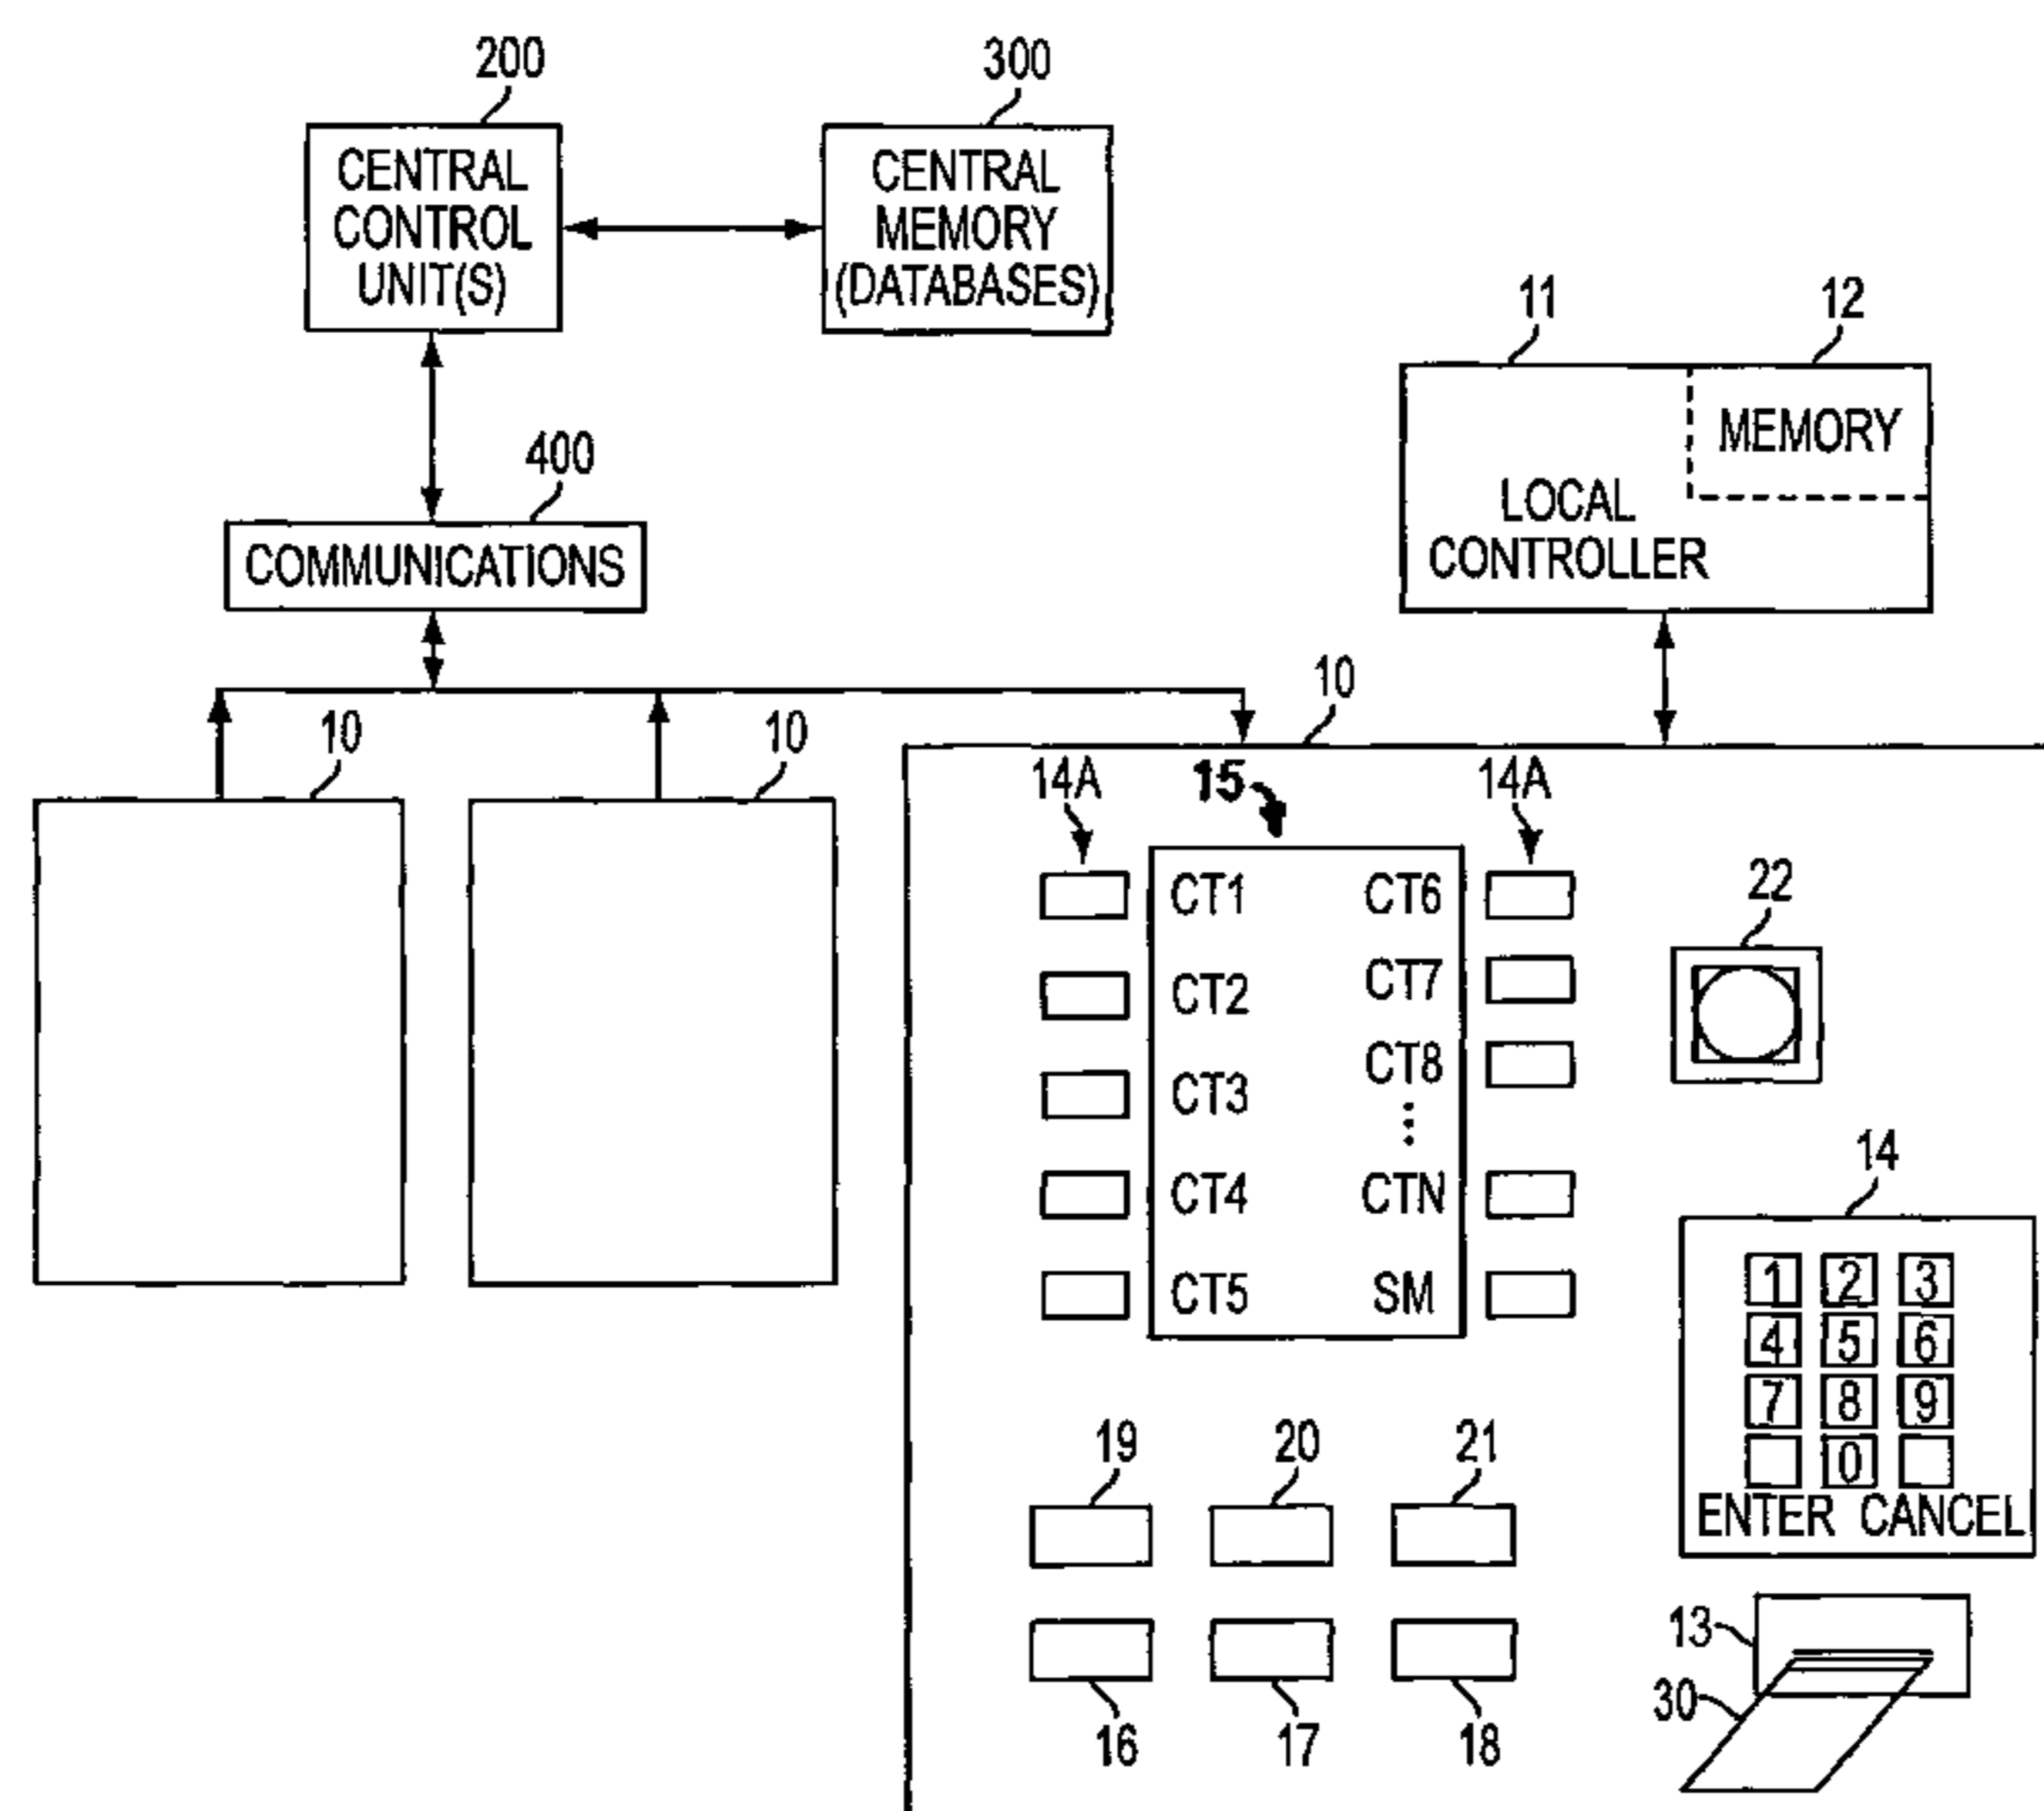 200
300
CENTRAL
CONTROL
UNIT(S)
CENTRAL
MEMORY
(DATABASES)
11
12
MEMORY
LOCAL
CONTROLLER
400
COMMUNICATIONS
10
10
10
14A
15
14A
CT1
CT2
CT3
CT4
CT5
CT6
CT7
CT8
⋮
CTN
SM
22
14
1 2 3
4 5 6
7 8 9
0
ENTER CANCEL
19
20
21
16
17
18
13
30